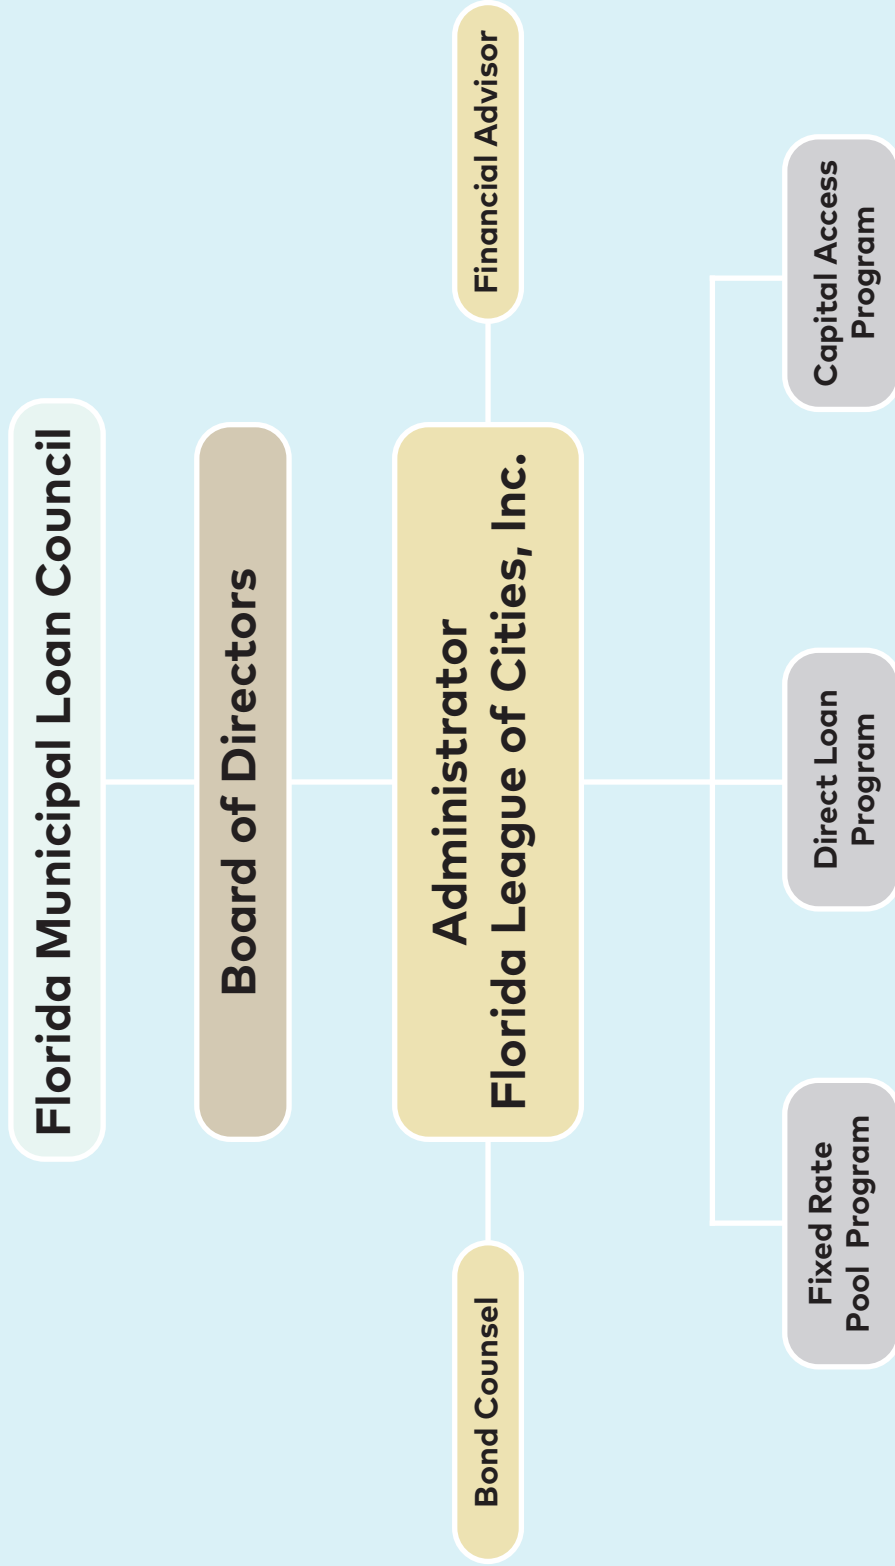 Florida Municipal Loan Council
Board of Directors
Administrator
Florida League of Cities, Inc.
Bond Counsel
Financial Advisor
Fixed Rate
Pool Program
Direct Loan
Program
Capital Access
Program